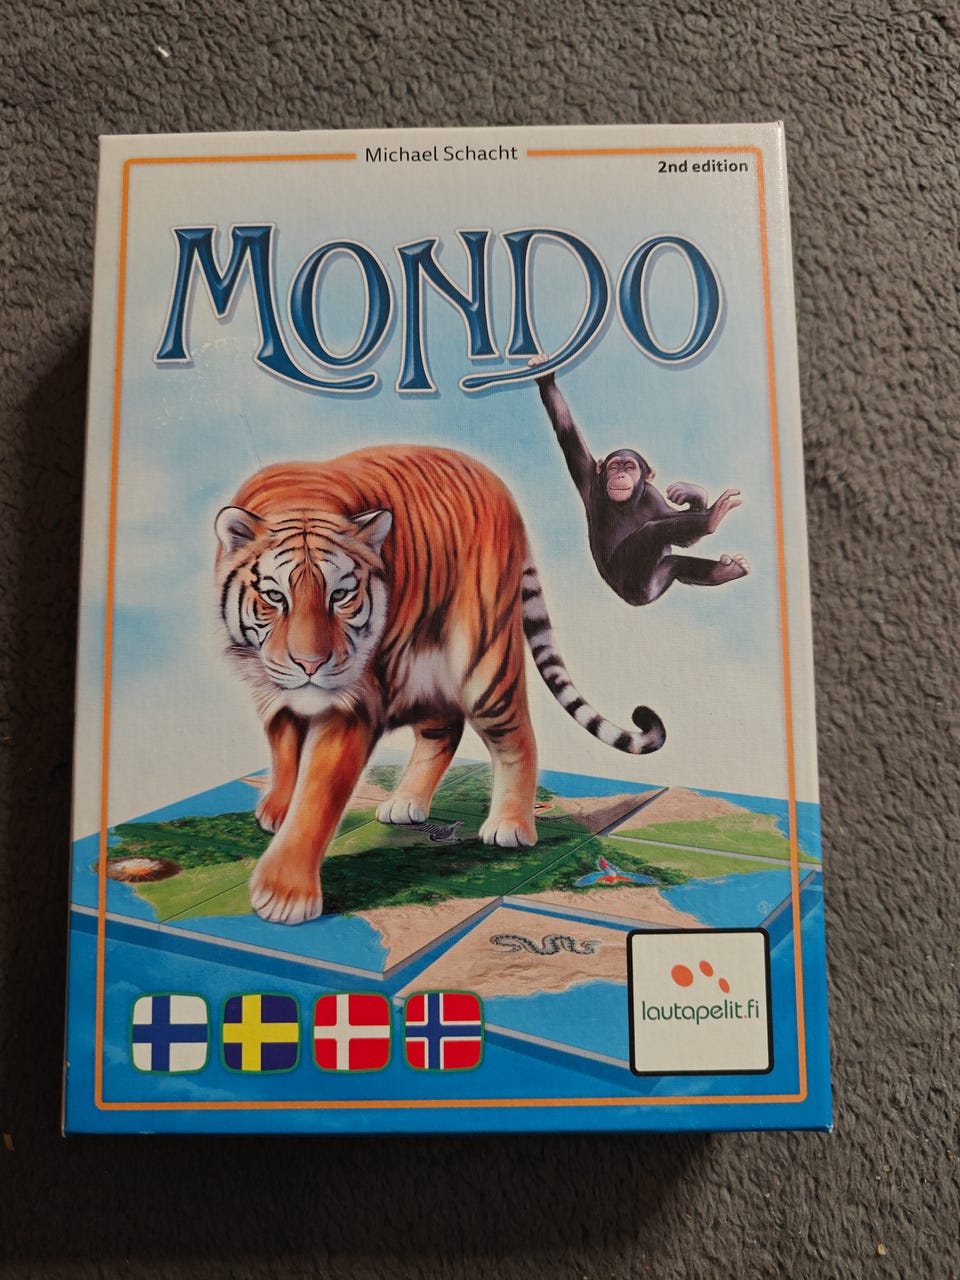 Michael Schacht
2nd edition
MONDO
lautapelit.fi